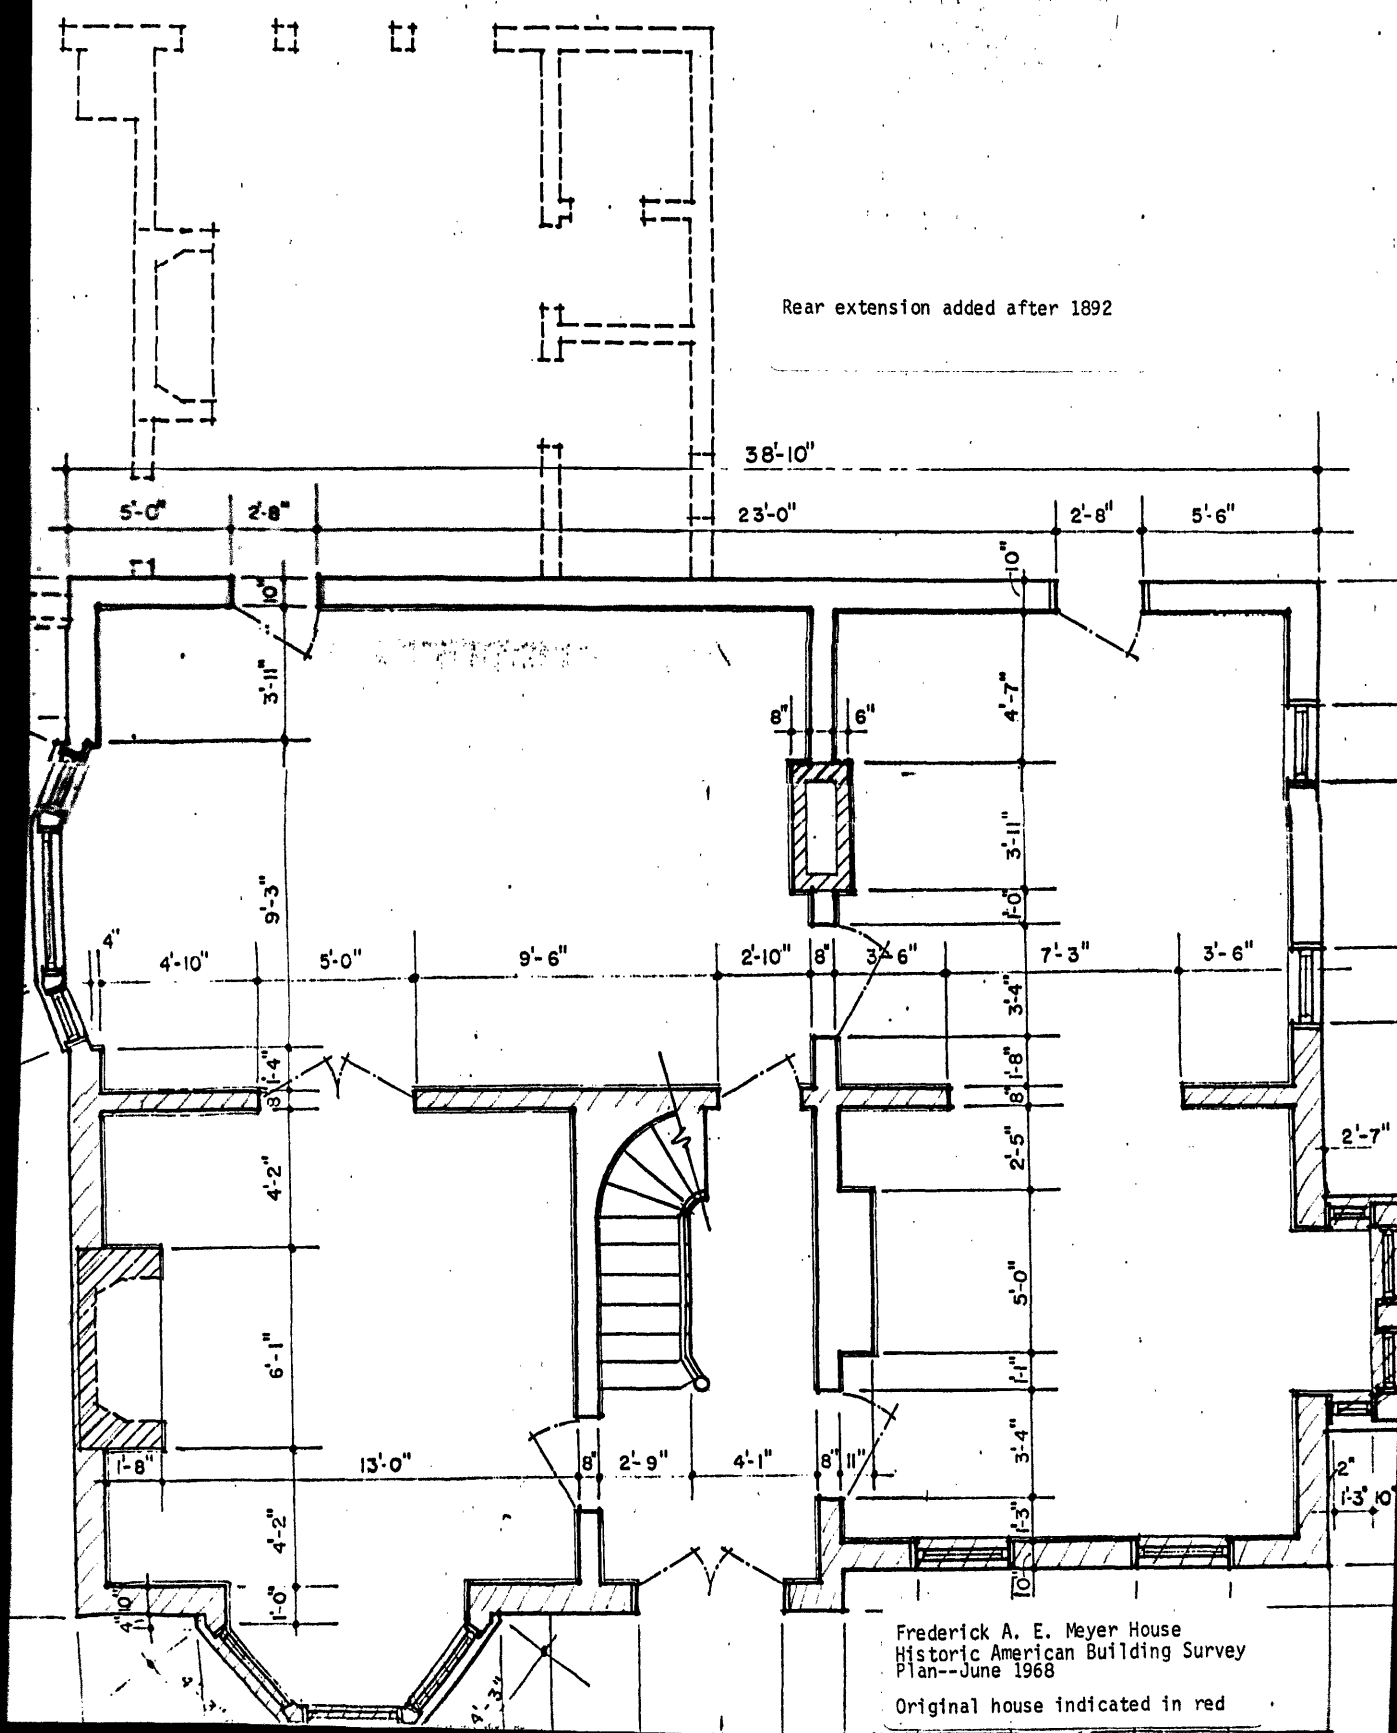 Rear extension added after 1892
38'-10"
5'-0" 2'-8" 23'-0" 2'-8" 5'-6"
10" 10"
3'-11" 4'-7"
8" 6"
3'-11"
9'-3" 1'-0"
4" 4'-10" 5'-0" 9'-6" 2'-10" 8" 3'-6" 7'-3" 3'-6"
3'-4"
1'-4" 1'-8"
8" 8"
4'-2" 2'-5" 2'-7"
5'-0"
6'-1" 1'-1"
1'-8" 13'-0" 8" 2'-9" 4'-1" 8" 11" 3'-4" 2"
1'-3" 10"
4'-2" 1'-3"
10" 1'-0" 10"
4'-3"
Frederick A. E. Meyer House
Historic American Building Survey
Plan--June 1968
Original house indicated in red